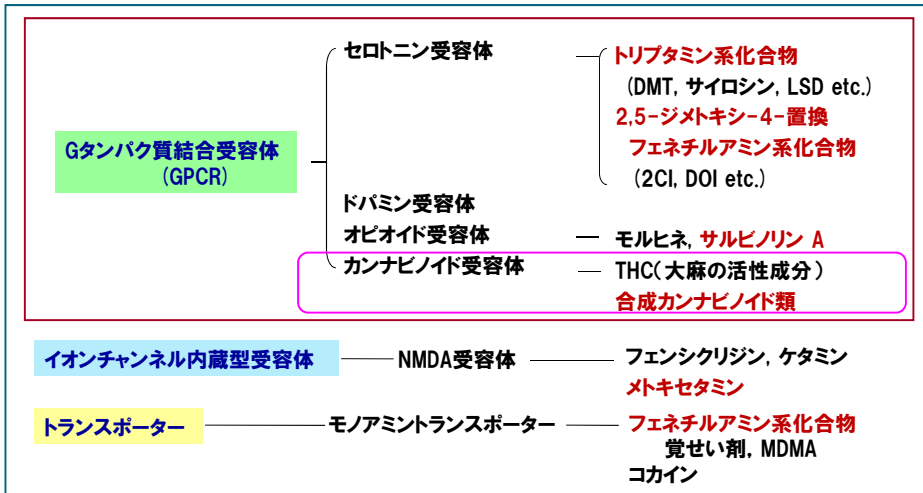 セロトニン受容体
トリプタミン系化合物
(DMT, サイロシン, LSD etc.)
2,5-ジメトキシ-4-置換
フェネチルアミン系化合物
(2CI, DOI etc.)
Gタンパク質結合受容体
(GPCR)
ドパミン受容体
オピオイド受容体
モルヒネ, サルビノリン A
カンナビノイド受容体
THC(大麻の活性成分)
合成カンナビノイド類
イオンチャンネル内蔵型受容体
NMDA受容体
フェンシクリジン, ケタミン
メトキセタミン
トランスポーター
モノアミントランスポーター
フェネチルアミン系化合物
覚せい剤, MDMA
コカイン